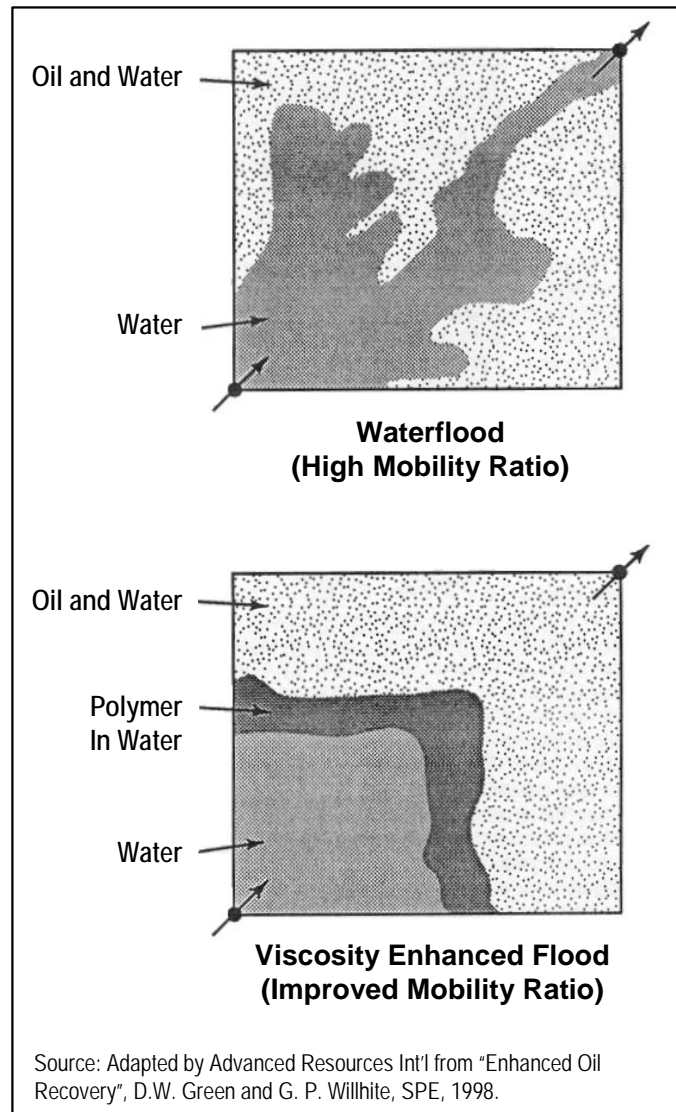 Oil and Water
Water
Waterflood
(High Mobility Ratio)
Oil and Water
Polymer
In Water
Water
Viscosity Enhanced Flood
(Improved Mobility Ratio)
Source: Adapted by Advanced Resources Int'l from “Enhanced Oil
Recovery”, D.W. Green and G. P. Willhite, SPE, 1998.